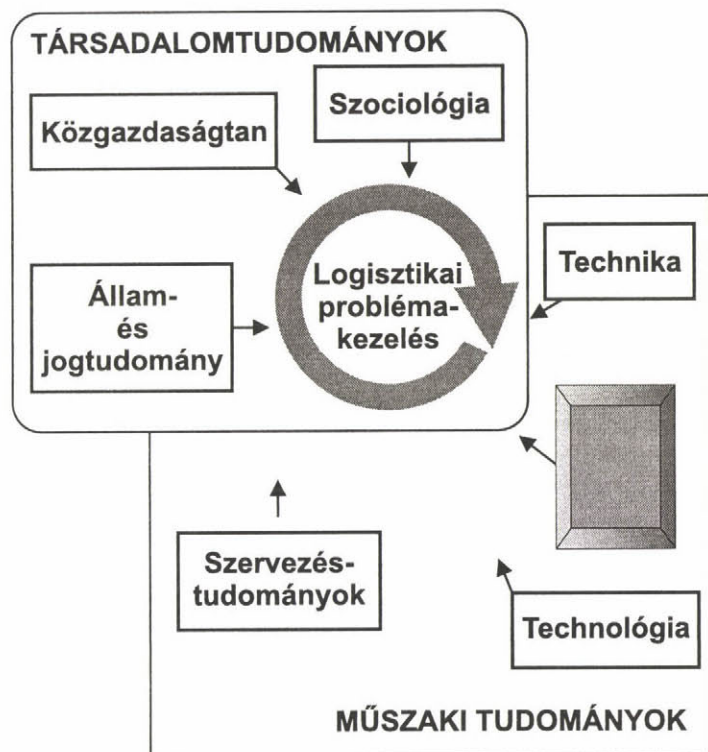 TÁRSADALOMTUDOMÁNYOK
Közgazdaságtan
Szociológia
Állam-
és
jogtudomány
Logisztikai
probléma-
kezelés
Technika
Szervezés-
tudományok
Technológia
MŰSZAKI TUDOMÁNYOK